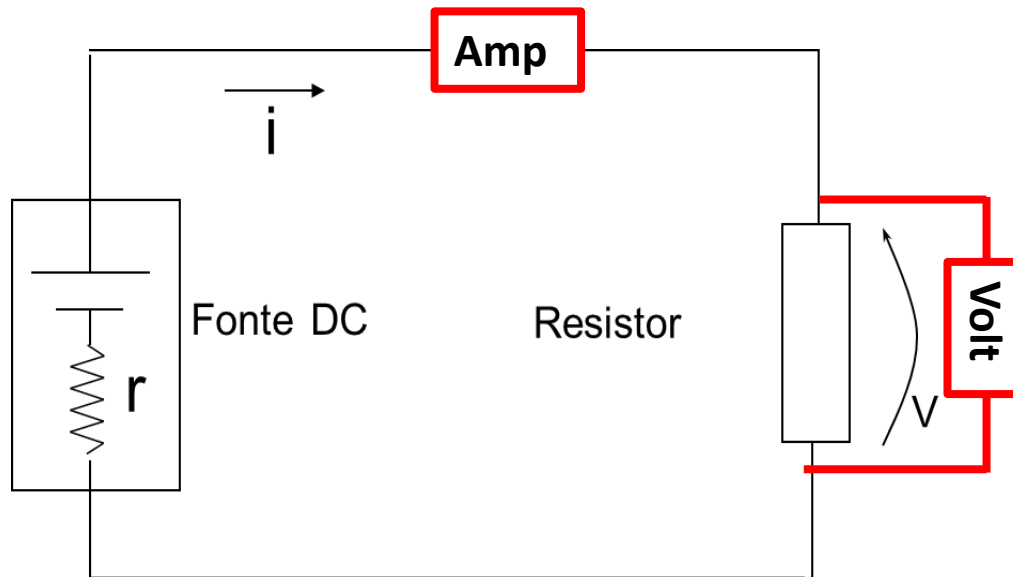 Amp
i
Fonte DC
r
Resistor
V
Volt